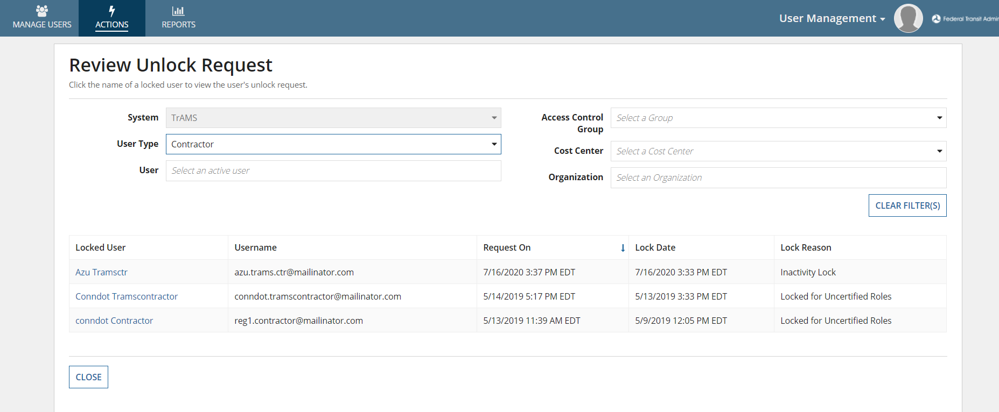 MANAGE USERS
ACTIONS
REPORTS
User Management
Federal Transit Admin
Review Unlock Request
Click the name of a locked user to view the user's unlock request.
System
TrAMS
User Type
Contractor
User
Select an active user
Access Control
Group
Select a Group
Cost Center
Select a Cost Center
Organization
Select an Organization
CLEAR FILTER(S)
Locked User Username Request On Lock Date Lock Reason
Azu Tramsctr azu.trams.ctr@mailinator.com 7/16/2020 3:37 PM EDT 7/16/2020 3:33 PM EDT Inactivity Lock
Conndot Tramscontractor conndot.tramscontractor@mailinator.com 5/14/2019 5:17 PM EDT 5/13/2019 3:33 PM EDT Locked for Uncertified Roles
conndot Contractor reg1.contractor@mailinator.com 5/13/2019 11:39 AM EDT 5/9/2019 12:05 PM EDT Locked for Uncertified Roles
CLOSE